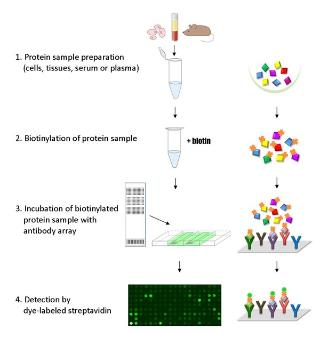 1. Protein sample preparation
(cells, tissues, serum or plasma)
2. Biotinylation of protein sample
+ biotin
3. Incubation of biotinylated
protein sample with
antibody array
4. Detection by
dye-labeled streptavidin